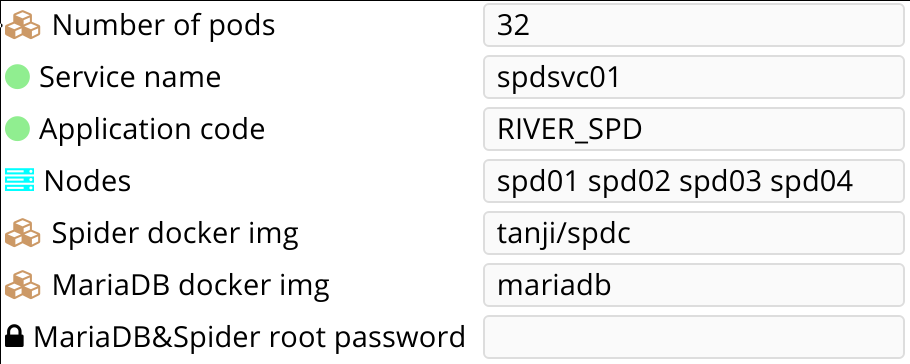 Number of pods 32
Service name spdsvc01
Application code RIVER_SPD
Nodes spd01 spd02 spd03 spd04
Spider docker img tanji/spdc
MariaDB docker img mariadb
MariaDB&Spider root password